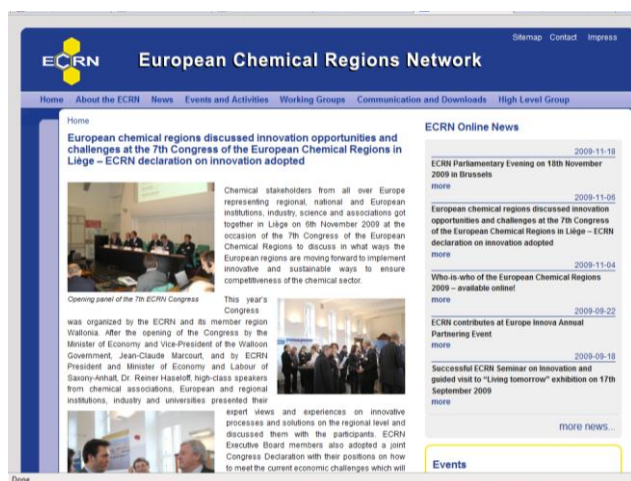 Sitemap Contact Impress
ECRN
European Chemical Regions Network
Home About the ECRN News Events and Activities Working Groups Communication and Downloads High Level Group
Home
European chemical regions discussed innovation opportunities and
challenges at the 7th Congress of the European Chemical Regions in
Liège – ECRN declaration on innovation adopted
Chemical stakeholders from all over Europe
representing regional, national and European
institutions, industry, science and associations got
together in Liège on 6th November 2009 at the
occasion of the 7th Congress of the European
Chemical Regions to discuss in what ways the
European regions are moving forward to implement
innovative and sustainable ways to ensure
competitiveness of the chemical sector.
Opening panel of the 7th ECRN Congress
This year's
Congress
was organized by the ECRN and its member region
Wallonia. After the opening of the Congress by the
Minister of Economy and Vice-President of the Walloon
Government, Jean-Claude Marcourt, and by ECRN
President and Minister of Economy and Labour of
Saxony-Anhalt, Dr. Reiner Haseloff, high-class speakers
from chemical associations, European and regional
institutions, industry and universities presented their
expert views and experiences on innovative
processes and solutions on the regional level and
discussed them with the participants. ECRN
Executive Board members also adopted a joint
Congress Declaration with their positions on how
to meet the current economic challenges which will
ECRN Online News
2009-11-18
ECRN Parliamentary Evening on 18th November
2009 in Brussels
more
2009-11-06
European chemical regions discussed innovation
opportunities and challenges at the 7th Congress
of the European Chemical Regions in Liège – ECRN
declaration on innovation adopted
more
2009-11-04
Who-is-who of the European Chemical Regions
2009 – available online!
more
2009-09-22
ECRN contributes at Europe Innova Annual
Partnering Event
more
2009-09-18
Successful ECRN Seminar on Innovation and
guided visit to "Living tomorrow" exhibition on 17th
September 2009
more
more news...
Events
Done